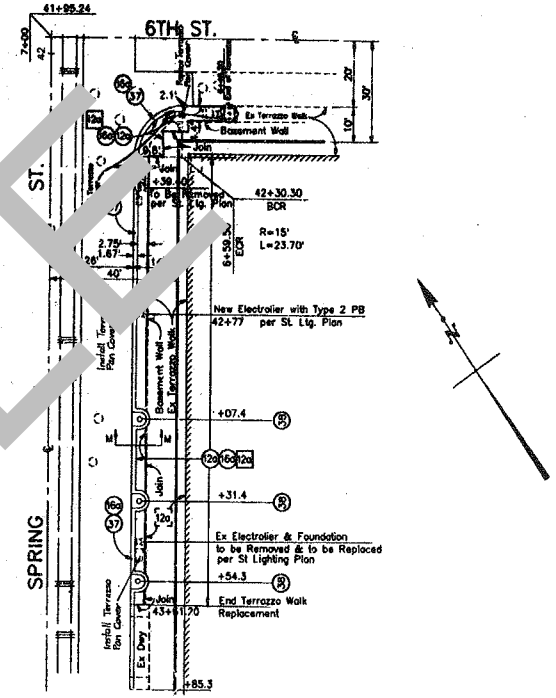 41+95.24
6TH ST.
7+00
42
2.1'
20'
30'
10'
16a
37
12a
16a
12a
Ex Terrazzo Walk
Basement Wall
Join
9.8'
Join
+39.40
To Be Removed
per St. Ltg. Plan
42+30.30
BCR
6+59.50
ECR
R=15'
L=23.70'
ST.
2.75'
1.67'
26'
40'
New Electrolier with Type 2 PB
42+77 per St. Ltg. Plan
Install Terrazzo
Pan Cover
Basement Wall
Ex Terrazzo Walk
N
+07.4
38
M
M
12a
16a
12a
Join
+31.4
38
16a
37
12a
Ex Electrolier & Foundation
to be Removed & to be Replaced
per St Lighting Plan
+54.3
38
SPRING
Install Terrazzo
Pan Cover
Join
43+61.70
End Terrazzo Walk
Replacement
Ex Dwy
+85.3